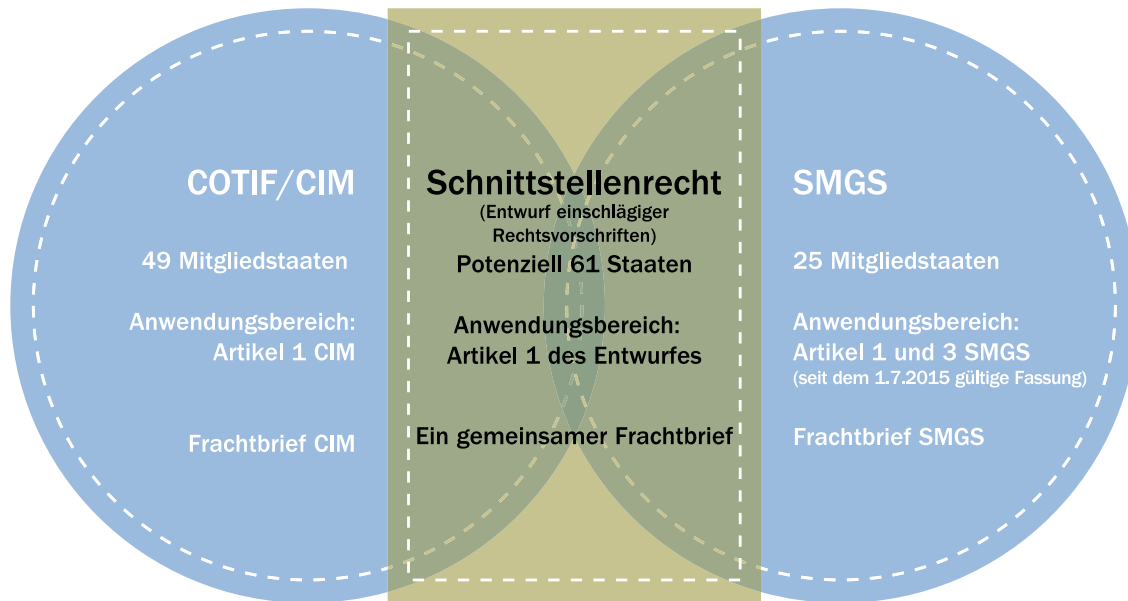 COTIF/CIM
49 Mitgliedstaaten
Anwendungsbereich:
Artikel 1 CIM
Frachtbrief CIM
Schnittstellenrecht
(Entwurf einschlägiger
Rechtsvorschriften)
Potenziell 61 Staaten
Anwendungsbereich:
Artikel 1 des Entwurfes
Ein gemeinsamer Frachtbrief
SMGS
25 Mitgliedstaaten
Anwendungsbereich:
Artikel 1 und 3 SMGS
(seit dem 1.7.2015 gültige Fassung)
Frachtbrief SMGS